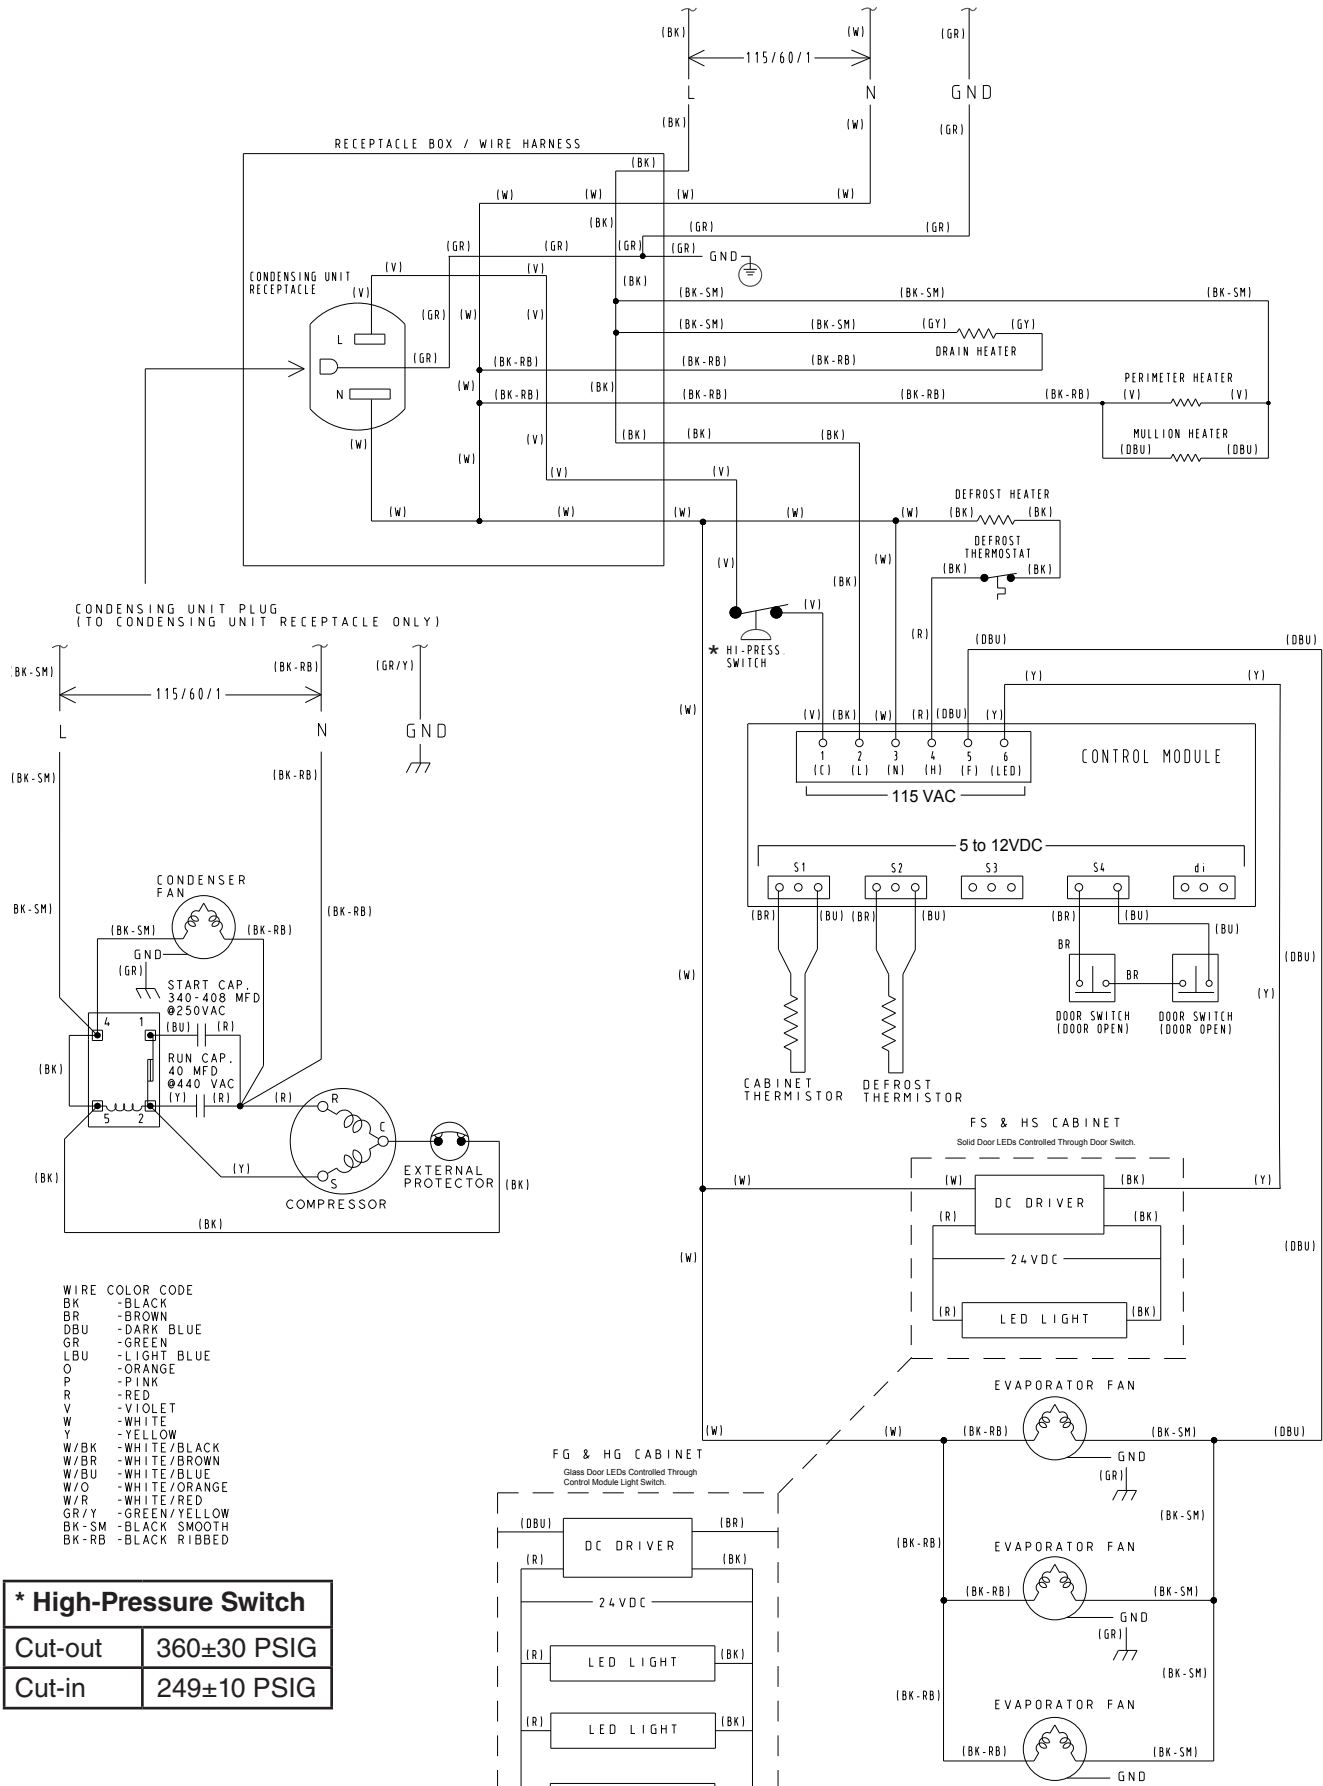 (BK)
(W)
(GR)
115/60/1
L
N
GND
(BK)
(W)
(GR)
RECEPTACLE BOX / WIRE HARNESS
(BK)
(W) (W) (W) (W)
(BK) (GR) (GR)
(GR) (GR) (GR) (GR)
GND
CONDENSING UNIT
RECEPTACLE
(V) (V)
(V)
(BK)
(BK-SM) (BK-SM) (BK-SM)
(GR) (W) (V)
(BK-SM) (BK-SM) (GY) (GY)
L
DRAIN HEATER
(GR) (BK-RB) (BK-RB) (BK-RB)
PERIMETER HEATER
(W) (BK)
N
(BK-RB) (BK-RB) (BK-RB) (BK-RB) (V) (V)
(W) (V) (BK) (BK) (BK)
MULLION HEATER
(DBU) (DBU)
(W) (V) (V)
DEFROST HEATER
(W) (W) (W) (W) (W) (BK) (BK)
DEFROST
THERMOSTAT
(V) (W) (BK) (BK)
(BK)
CONDENSING UNIT PLUG
(TO CONDENSING UNIT RECEPTACLE ONLY)
(V)
(R)
(DBU) (DBU)
* HI-PRESS.
SWITCH
BK-SM) (BK-RB) (GR/Y)
(Y) (Y)
115/60/1
(W)
(V) (BK) (W) (R) (DBU) (Y)
L N GND
1 2 3 4 5 6
(C) (L) (N) (H) (F) (LED)
CONTROL MODULE
115 VAC
(BK-SM) (BK-RB)
5 to 12VDC
S1 S2 S3 S4 di
CONDENSER
FAN
BK-SM) (BK-RB)
(BR) (BU) (BR) (BU) (BR) (BU)
(BK-SM) (BK-RB)
(BU)
BR
GND
(GR)
(DBU)
(W)
BR
(Y)
START CAP.
340-408 MFD
@250VAC
DOOR SWITCH
(DOOR OPEN)
DOOR SWITCH
(DOOR OPEN)
4 1
(BU) (R)
(BK)
RUN CAP.
40 MFD
@440 VAC
(Y) (R) (R)
5 2
R
C
S
CABINET
THERMISTOR
DEFROST
THERMISTOR
(BK) (Y)
EXTERNAL
PROTECTOR
(BK)
COMPRESSOR
(BK)
FS & HS CABINET
Solid Door LEDs Controlled Through Door Switch.
(W) (W) (BK) (Y)
DC DRIVER
(R) (BK)
(W) 24VDC (DBU)
(R) LED LIGHT (BK)
WIRE COLOR CODE
BK -BLACK
BR -BROWN
DBU -DARK BLUE
GR -GREEN
LBU -LIGHT BLUE
O -ORANGE
P -PINK
R -RED
V -VIOLET
W -WHITE
Y -YELLOW
W/BK -WHITE/BLACK
W/BR -WHITE/BROWN
W/BU -WHITE/BLUE
W/O -WHITE/ORANGE
W/R -WHITE/RED
GR/Y -GREEN/YELLOW
BK-SM -BLACK SMOOTH
BK-RB -BLACK RIBBED
EVAPORATOR FAN
(W) (W) (BK-RB) (BK-SM) (DBU)
GND
(GR)
(BK-SM)
FG & HG CABINET
Glass Door LEDs Controlled Through
Control Module Light Switch.
(DBU) (BR)
DC DRIVER
(R) (BK)
24VDC
(R) LED LIGHT (BK)
(R) LED LIGHT (BK)
(BK-RB)
EVAPORATOR FAN
(BK-RB) (BK-SM)
GND
(GR)
(BK-SM)
(BK-RB)
EVAPORATOR FAN
(BK-RB) (BK-SM)
GND
* High-Pressure Switch
Cut-out 360±30 PSIG
Cut-in 249±10 PSIG